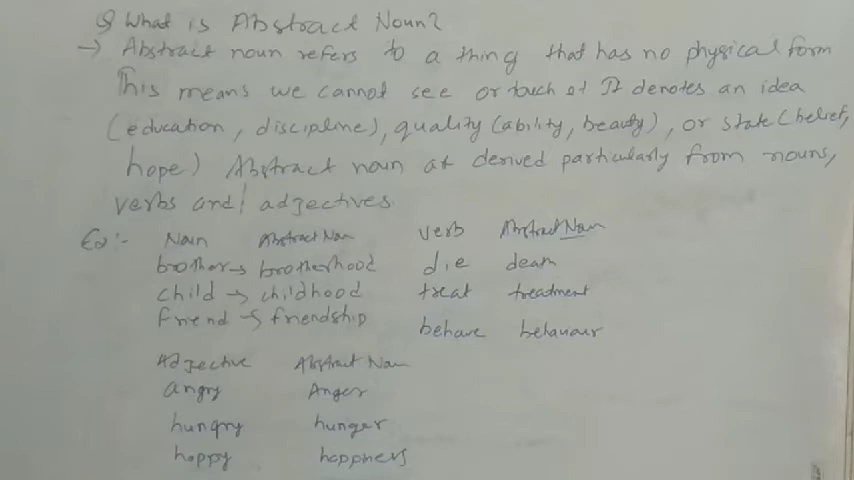 Q What is Abstract Noun?
→ Abstract noun refers to a thing that has no physical form
This means we cannot see or touch it It denotes an idea
(education, discipline), quality (ability, beauty), or state (belief,
hope) Abstract noun at derived particularly from nouns,
verbs and adjectives.
Ex:- Noun Abstract Noun verb Abstract Noun
brother → brotherhood die death
child → childhood treat treatment
friend → friendship
behave behaviour
Adjective Abstract Noun
angry Anger
hungry hunger
happy happiness